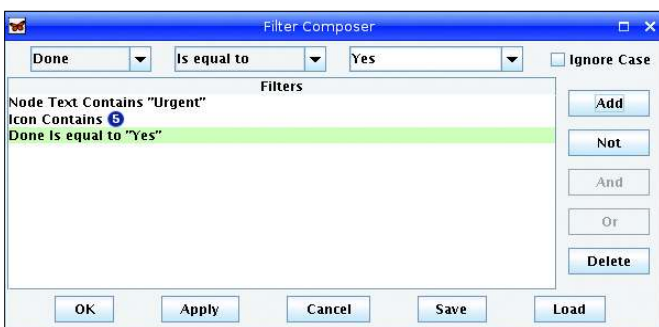 Filter Composer
Done Is equal to Yes Ignore Case
Filters
Node Text Contains "Urgent"
Icon Contains 5
Done Is equal to "Yes"
Add
Not
And
Or
Delete
OK Apply Cancel Save Load